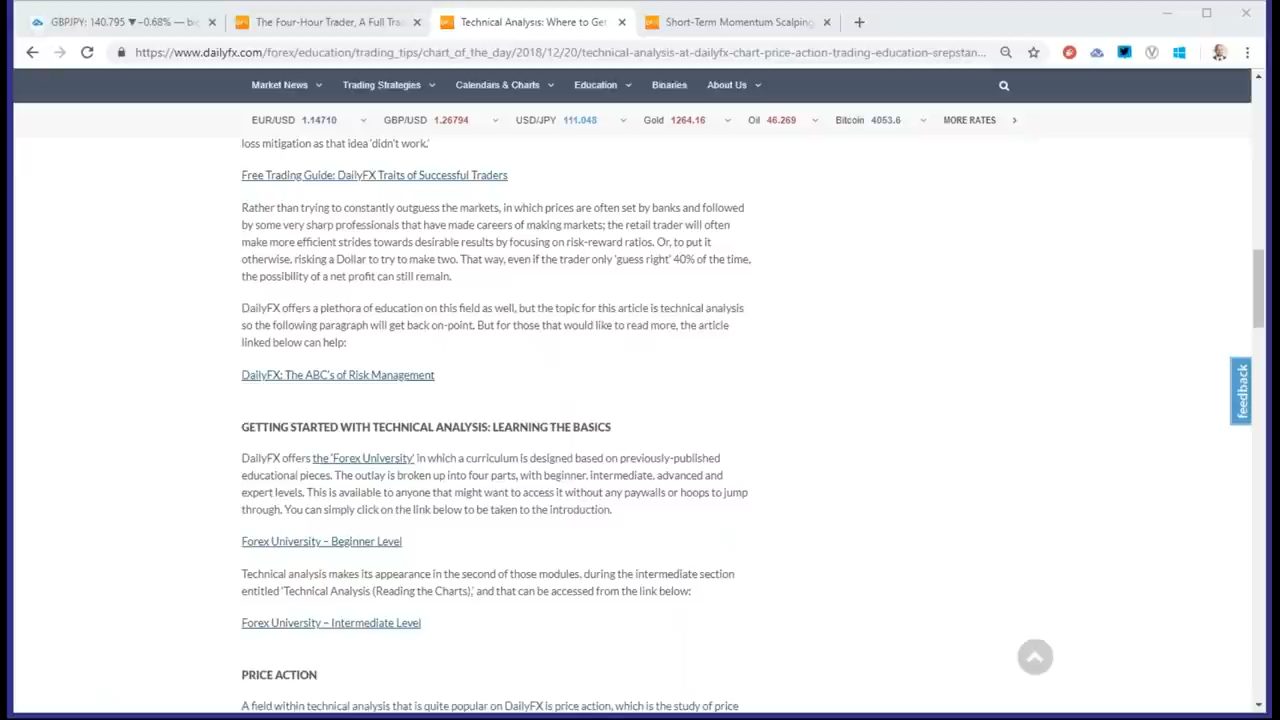 GBPJPY: 140.795 ▼−0.68% — 
The Four-Hour Trader, A Full Trad
Technical Analysis: Where to Get
Short-Term Momentum Scalping
https://www.dailyfx.com/forex/education/trading_tips/chart_of_the_day/2018/12/20/technical-analysis-at-dailyfx-chart-price-action-trading-education-srepstan...
Market News Trading Strategies Calendars & Charts Education Binaries About Us
EUR/USD 1.14710 GBP/USD 1.26794 USD/JPY 111.048 Gold 1264.16 Oil 46.269 Bitcoin 4053.6 MORE RATES
loss mitigation as that idea 'didn't work.'
Free Trading Guide: DailyFX Traits of Successful Traders
Rather than trying to constantly outguess the markets, in which prices are often set by banks and followed
by some very sharp professionals that have made careers of making markets; the retail trader will often
make more efficient strides towards desirable results by focusing on risk-reward ratios. Or, to put it
otherwise, risking a Dollar to try to make two. That way, even if the trader only 'guess right' 40% of the time,
the possibility of a net profit can still remain.
DailyFX offers a plethora of education on this field as well, but the topic for this article is technical analysis
so the following paragraph will get back on-point. But for those that would like to read more, the article
linked below can help:
DailyFX: The ABC's of Risk Management
feedback
GETTING STARTED WITH TECHNICAL ANALYSIS: LEARNING THE BASICS
DailyFX offers the 'Forex University' in which a curriculum is designed based on previously-published
educational pieces. The outlay is broken up into four parts, with beginner, intermediate, advanced and
expert levels. This is available to anyone that might want to access it without any paywalls or hoops to jump
through. You can simply click on the link below to be taken to the introduction.
Forex University – Beginner Level
Technical analysis makes its appearance in the second of those modules, during the intermediate section
entitled 'Technical Analysis (Reading the Charts),' and that can be accessed from the link below:
Forex University – Intermediate Level
PRICE ACTION
A field within technical analysis that is quite popular on DailyFX is price action, which is the study of price